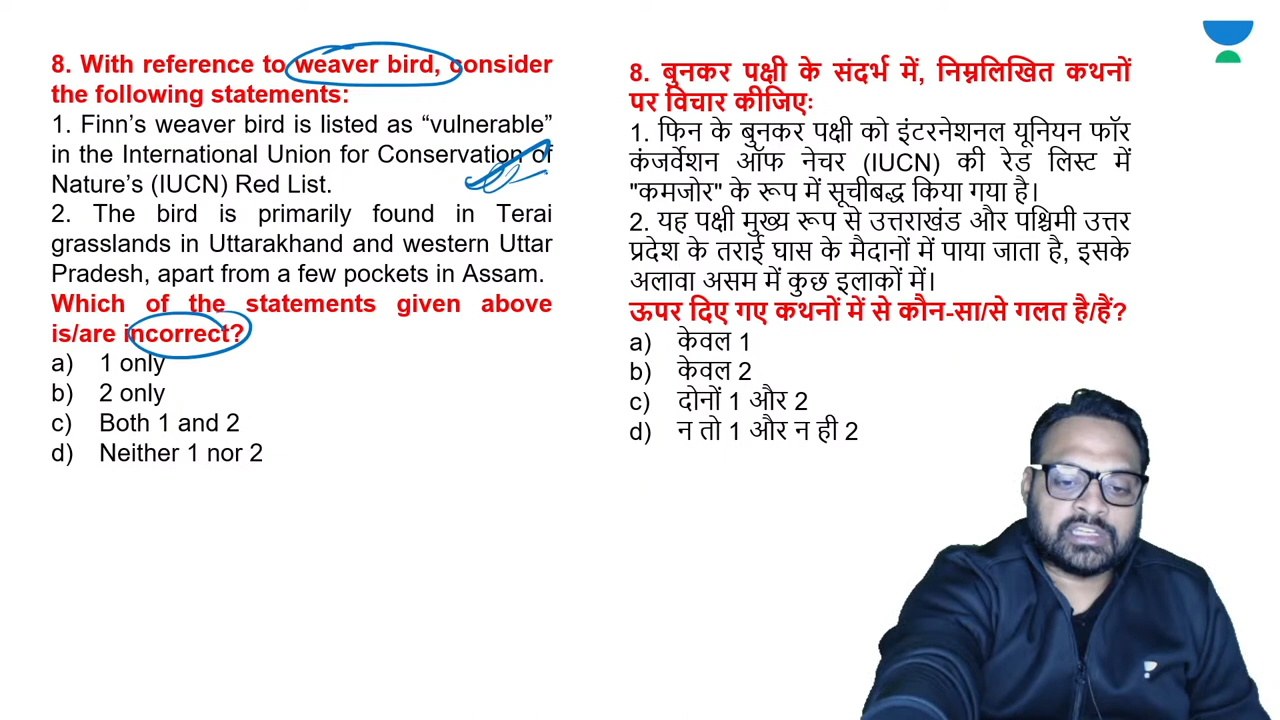 8. With reference to weaver bird, consider
the following statements:
1. Finn’s weaver bird is listed as “vulnerable”
in the International Union for Conservation of
Nature’s (IUCN) Red List.
2. The bird is primarily found in Terai
grasslands in Uttarakhand and western Uttar
Pradesh, apart from a few pockets in Assam.
Which of the statements given above
is/are incorrect?
a) 1 only
b) 2 only
c) Both 1 and 2
d) Neither 1 nor 2
8. बुनकर पक्षी के संदर्भ में, निम्नलिखित कथनों
पर विचार कीजिए:
1. फिन के बुनकर पक्षी को इंटरनेशनल यूनियन फॉर
कंजर्वेशन ऑफ नेचर (IUCN) की रेड लिस्ट में
"कमजोर" के रूप में सूचीबद्ध किया गया है।
2. यह पक्षी मुख्य रूप से उत्तराखंड और पश्चिमी उत्तर
प्रदेश के तराई घास के मैदानों में पाया जाता है, इसके
अलावा असम में कुछ इलाकों में।
ऊपर दिए गए कथनों में से कौन-सा/से गलत है/हैं?
a) केवल 1
b) केवल 2
c) दोनों 1 और 2
d) न तो 1 और न ही 2